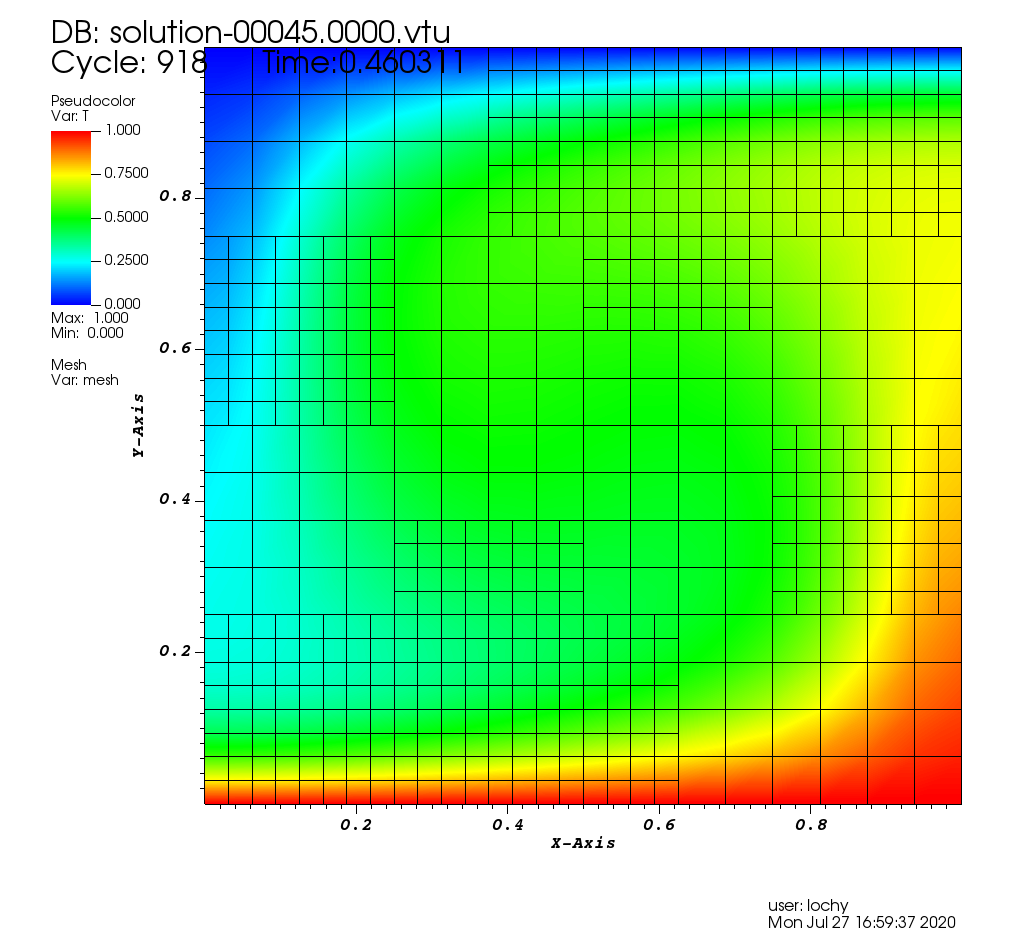 DB: solution-00045.0000.vtu
Cycle: 918 Time:0.460311
Pseudocolor
Var: T
1.000
0.7500
0.5000
0.2500
0.000
Max: 1.000
Min: 0.000
Mesh
Var: mesh
Y-Axis
0.8
0.6
0.4
0.2
0.2 0.4 0.6 0.8
X-Axis
user: lochy
Mon Jul 27 16:59:37 2020